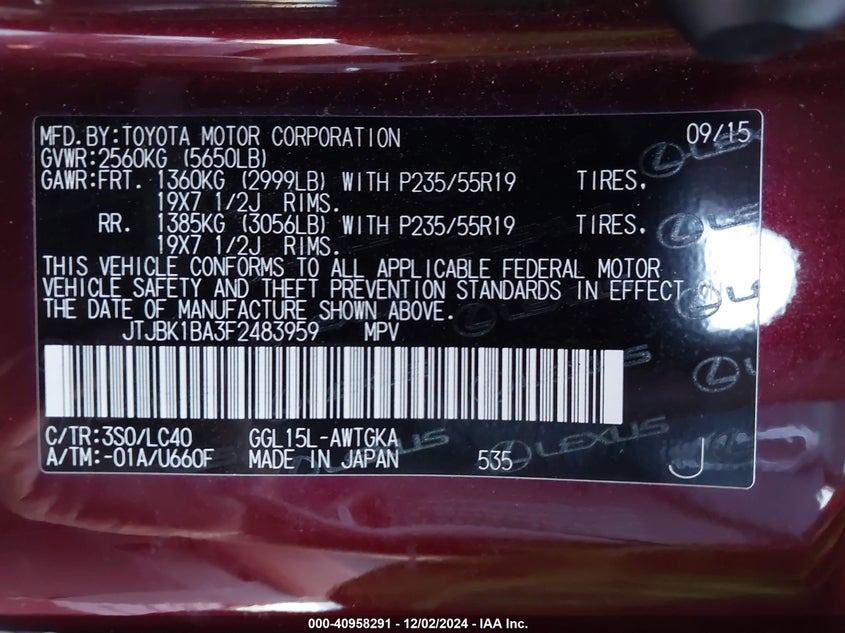 MFD.BY:TOYOTA MOTOR CORPORATION 09/15
GVWR:2560KG (5650LB)
GAWR:FRT. 1360KG (2999LB) WITH P235/55R19 TIRES,
19X7 1/2J RIMS.
RR. 1385KG (3056LB) WITH P235/55R19 TIRES,
19X7 1/2J RIMS.
THIS VEHICLE CONFORMS TO ALL APPLICABLE FEDERAL MOTOR
VEHICLE SAFETY AND THEFT PREVENTION STANDARDS IN EFFECT ON
THE DATE OF MANUFACTURE SHOWN ABOVE.
JTJBK1BA3F2483959 MPV
C/TR:3S0/LC40 GGL15L-AWTGKA
A/TM:-01A/U660F MADE IN JAPAN 535 J
LEXUS
LEXUS
LEXUS
000-40958291 - 12/02/2024 - IAA Inc.